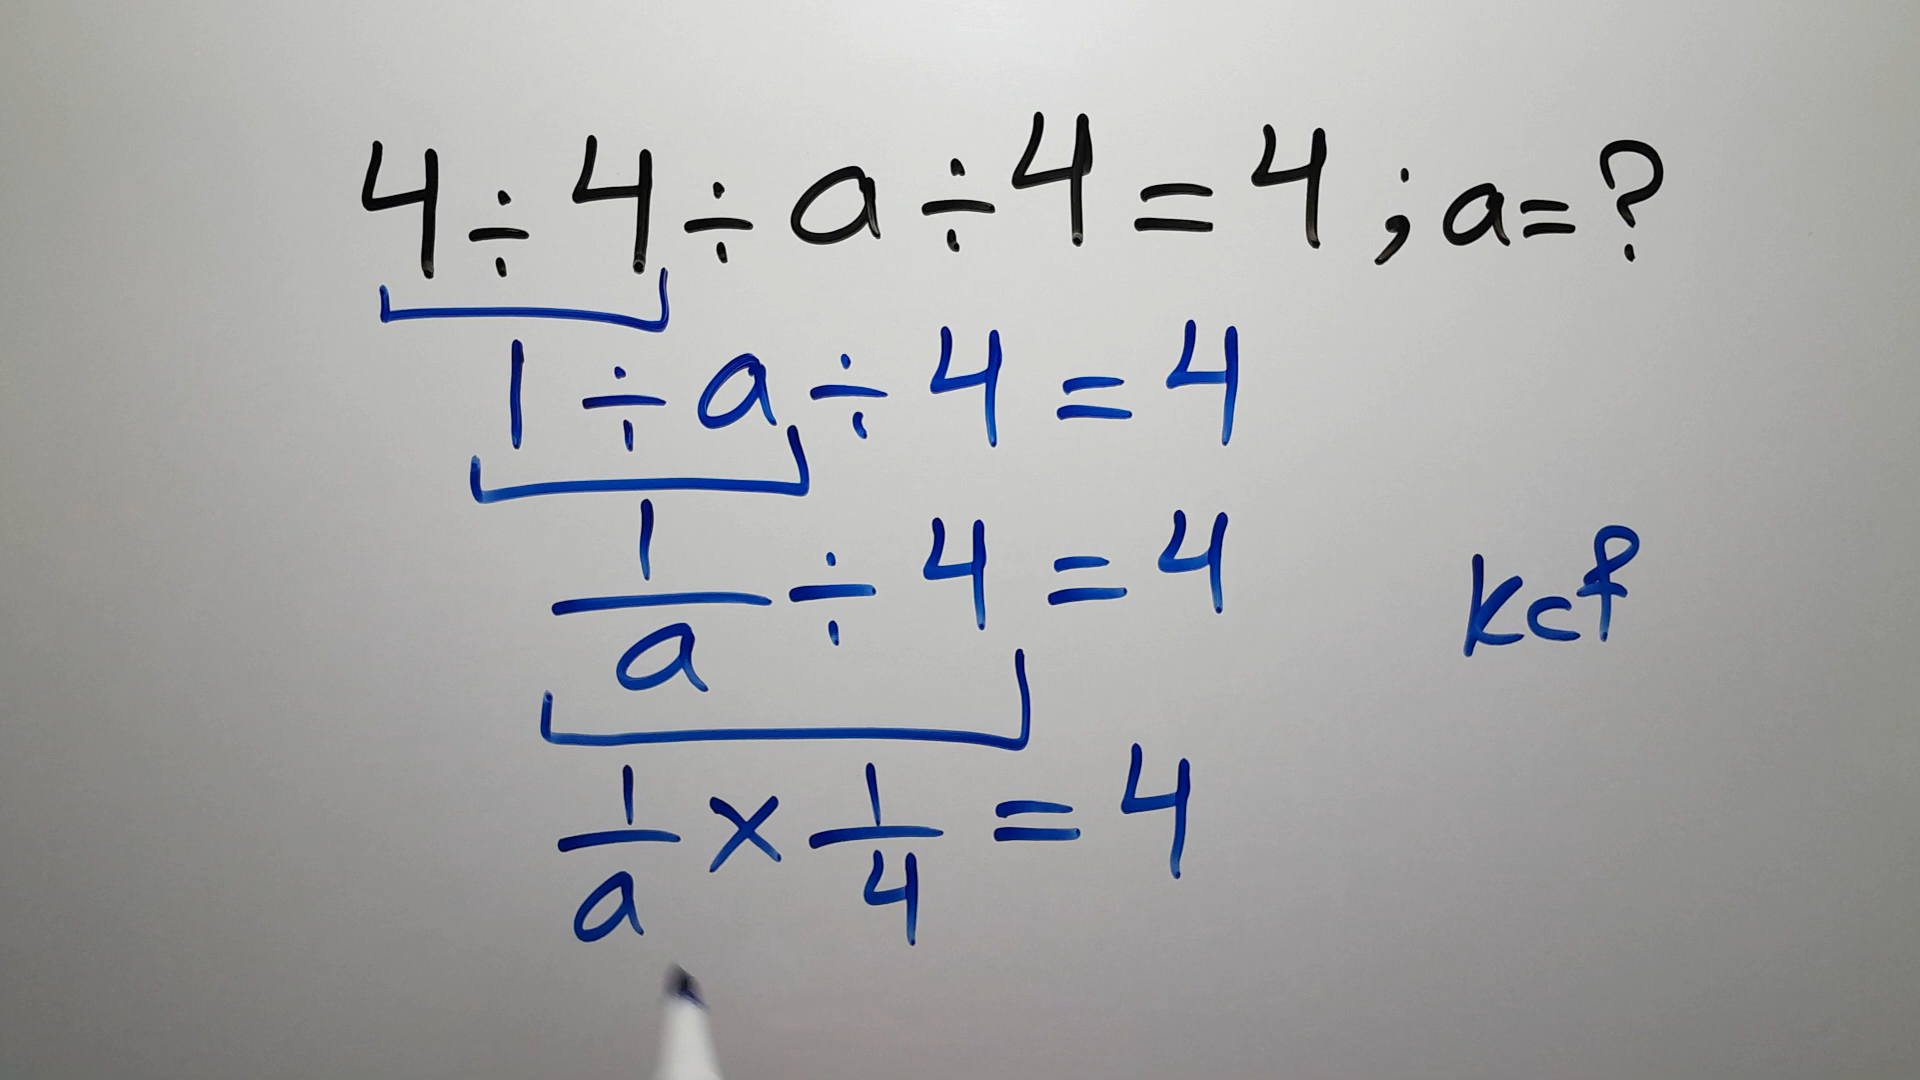 4 ÷ 4 ÷ a ÷ 4 = 4 ; a = ?
1 ÷ a ÷ 4 = 4
1/a ÷ 4 = 4
kcf
1/a × 1/4 = 4